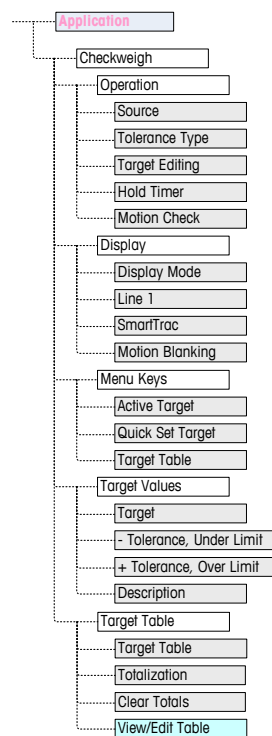 Application
Checkweigh
Operation
Source
Tolerance Type
Target Editing
Hold Timer
Motion Check
Display
Display Mode
Line 1
SmartTrac
Motion Blanking
Menu Keys
Active Target
Quick Set Target
Target Table
Target Values
Target
- Tolerance, Under Limit
+ Tolerance, Over Limit
Description
Target Table
Target Table
Totalization
Clear Totals
View/Edit Table